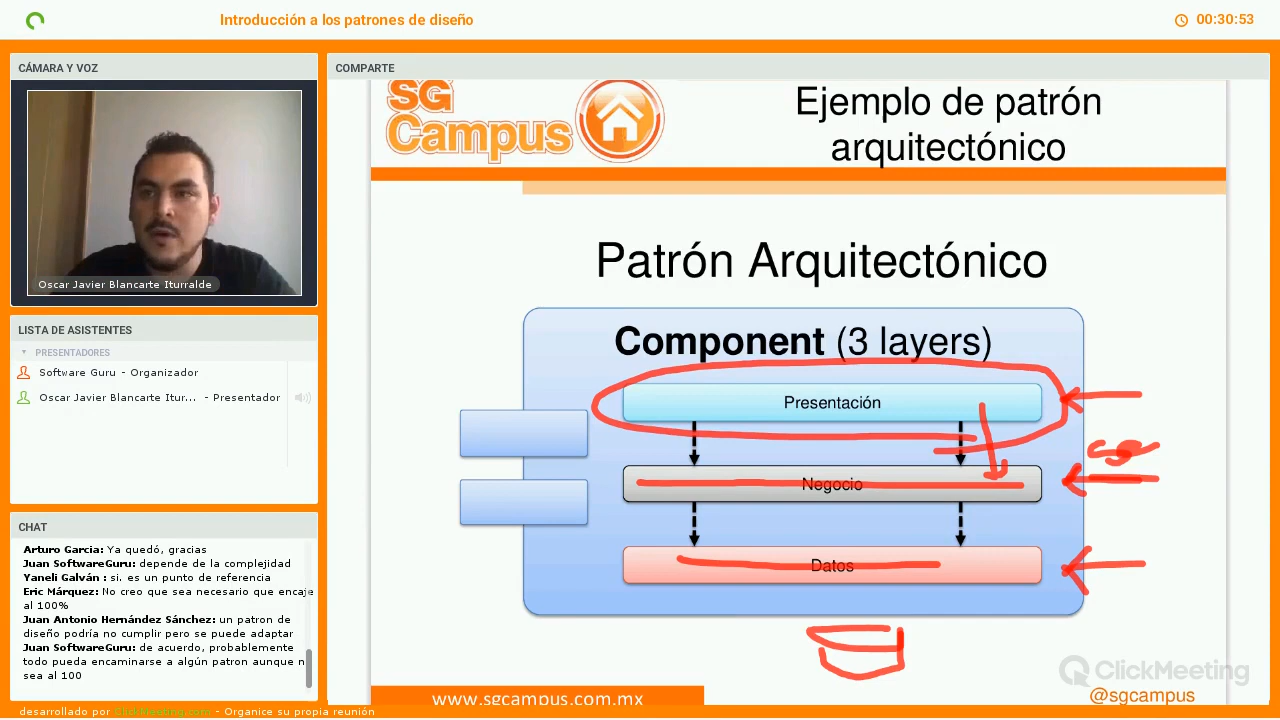 Introducción a los patrones de diseño
00:30:53
CÁMARA Y VOZ
Oscar Javier Blancarte Iturralde
LISTA DE ASISTENTES
PRESENTADORES
Software Guru - Organizador
Oscar Javier Blancarte Itur... - Presentador
CHAT
Arturo Garcia: Ya quedó, gracias
Juan SoftwareGuru: depende de la complejidad
Yaneli Galván : si. es un punto de referencia
Eric Márquez: No creo que sea necesario que encaje
al 100%
Juan Antonio Hernández Sánchez: un patron de
diseño podría no cumplir pero se puede adaptar
Juan SoftwareGuru: de acuerdo, probablemente
todo pueda encaminarse a algún patron aunque n
sea al 100
COMPARTE
SG
Campus
Ejemplo de patrón
arquitectónico
Patrón Arquitectónico
Component (3 layers)
Presentación
Negocio
Datos
www.sgcampus.com.mx
ClickMeeting
@sgcampus
desarrollado por ClickMeeting.com - Organice su propia reunión